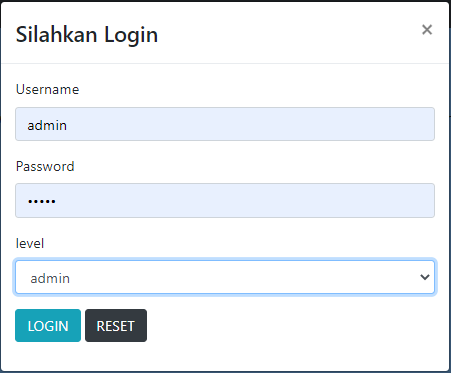 Silahkan Login ×
Username
admin
Password
•••••
level
admin
LOGIN RESET